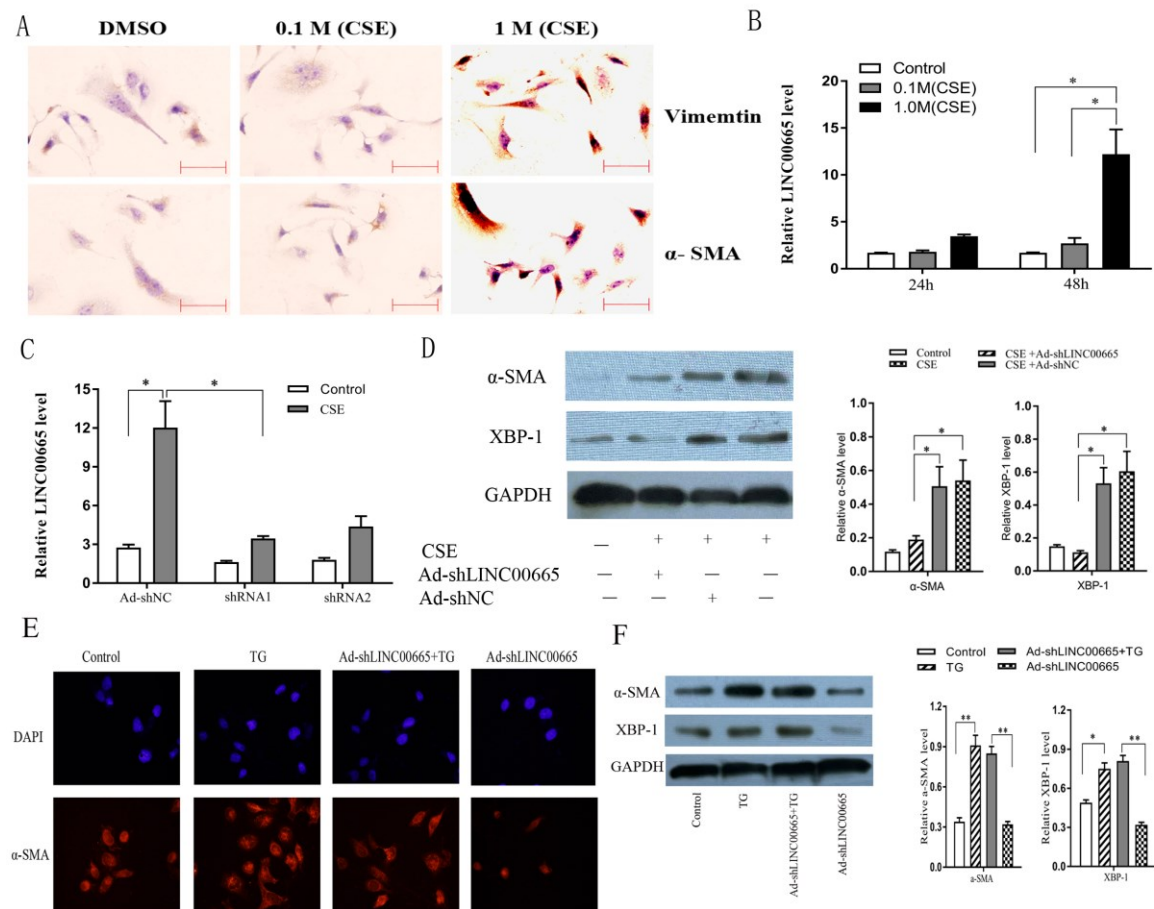 A
DMSO 0.1 M (CSE) 1 M (CSE)
Vimemtin
α- SMA
B
Control
0.1M(CSE)
1.0M(CSE)
Relative LINC00665 level
20
15
10
5
0
* 
*
24h 48h
C
Relative LINC00665 level
15
12
9
6
3
0
* *
Control
CSE
Ad-shNC shRNA1 shRNA2
D
α-SMA
XBP-1
GAPDH
CSE — + + +
Ad-shLINC00665 — + — —
Ad-shNC — — + —
Control CSE +Ad-shLINC00665
CSE CSE +Ad-shNC
Relative α-SMA level
1.0
0.8
0.6
0.4
0.2
0.0
*
*
α-SMA
Relative XBP-1 level
1.0
0.8
0.6
0.4
0.2
0.0
*
*
XBP-1
E
Control TG Ad-shLINC00665+TG Ad-shLINC00665
DAPI
α-SMA
F
α-SMA
XBP-1
GAPDH
Control
TG
Ad-shLINC00665+TG
Ad-shLINC00665
Control Ad-shLINC00665+TG
TG Ad-shLINC00665
Relative a-SMA level
1.2
0.9
0.6
0.3
0.0
** **
a-SMA
Relative XBP-1 level
1.2
0.9
0.6
0.3
0.0
* **
XBP-1